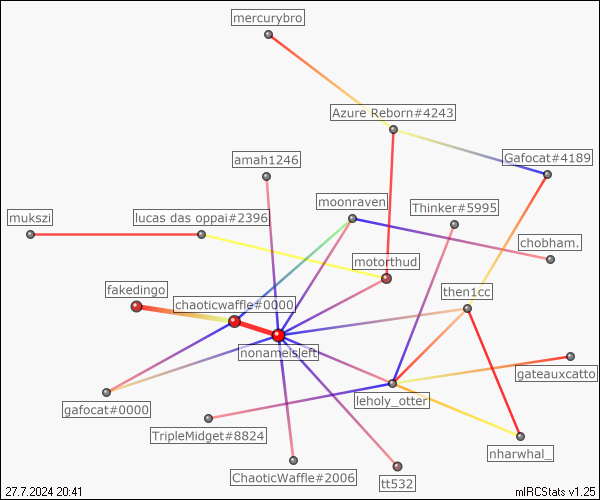 mercurybro
Azure Reborn#4243
amah1246
Gafocat#4189
moonraven
Thinker#5995
mukszi
lucas das oppai#2396
chobham.
motorthud
fakedingo
chaoticwaffle#0000
then1cc
nonameisleft
gateauxcatto
gafocat#0000
leholy_otter
TripleMidget#8824
nharwhal_
ChaoticWaffle#2006
tt532
27.7.2024 20:41
mIRCStats v1.25